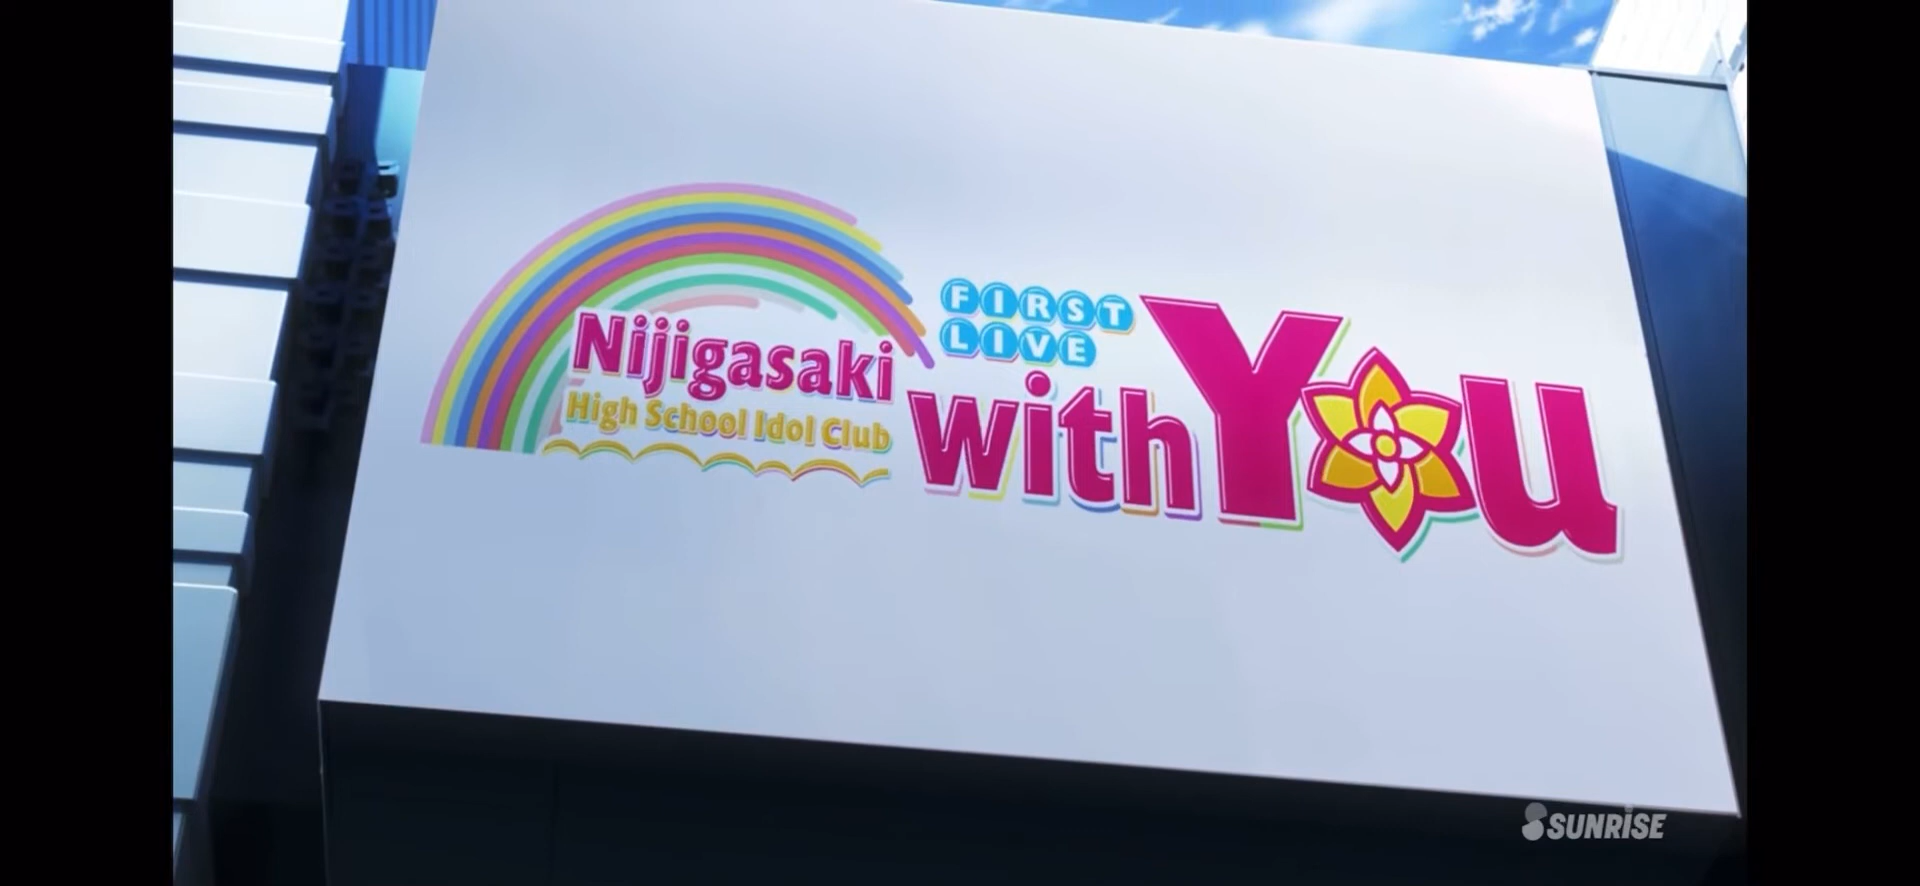 Nijigasaki
High School Idol Club
FIRST
LIVE
with You
SUNRISE